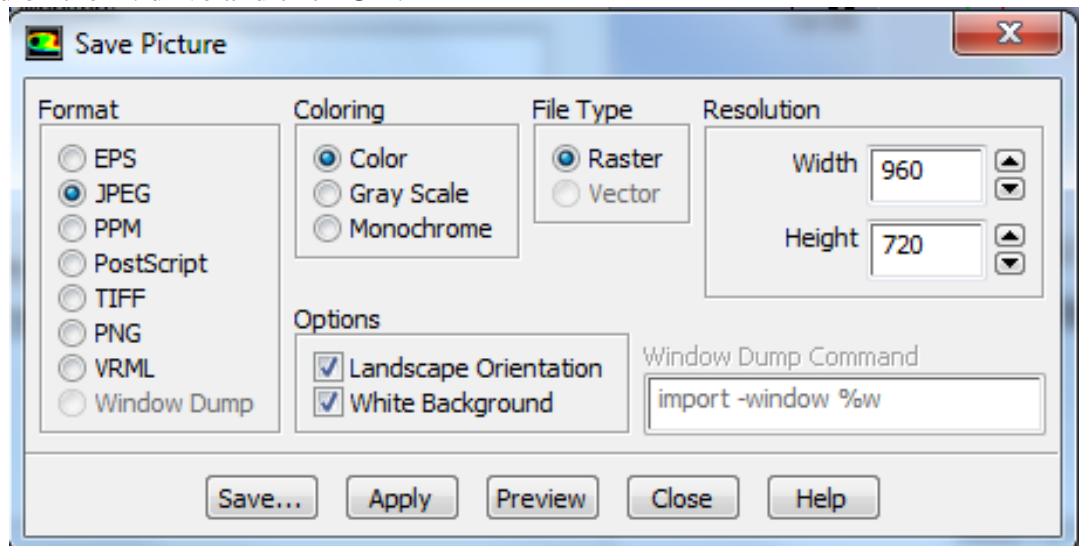 Save Picture
Format
EPS
JPEG
PPM
PostScript
TIFF
PNG
VRML
Window Dump
Coloring
Color
Gray Scale
Monochrome
File Type
Raster
Vector
Resolution
Width 960
Height 720
Options
Landscape Orientation
White Background
Window Dump Command
import -window %w
Save... Apply Preview Close Help